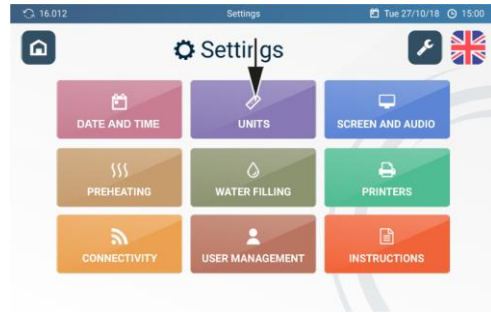 16.012
Settings
Tue 27/10/18
15:00
Settings
DATE AND TIME
UNITS
SCREEN AND AUDIO
PREHEATING
WATER FILLING
PRINTERS
CONNECTIVITY
USER MANAGEMENT
INSTRUCTIONS